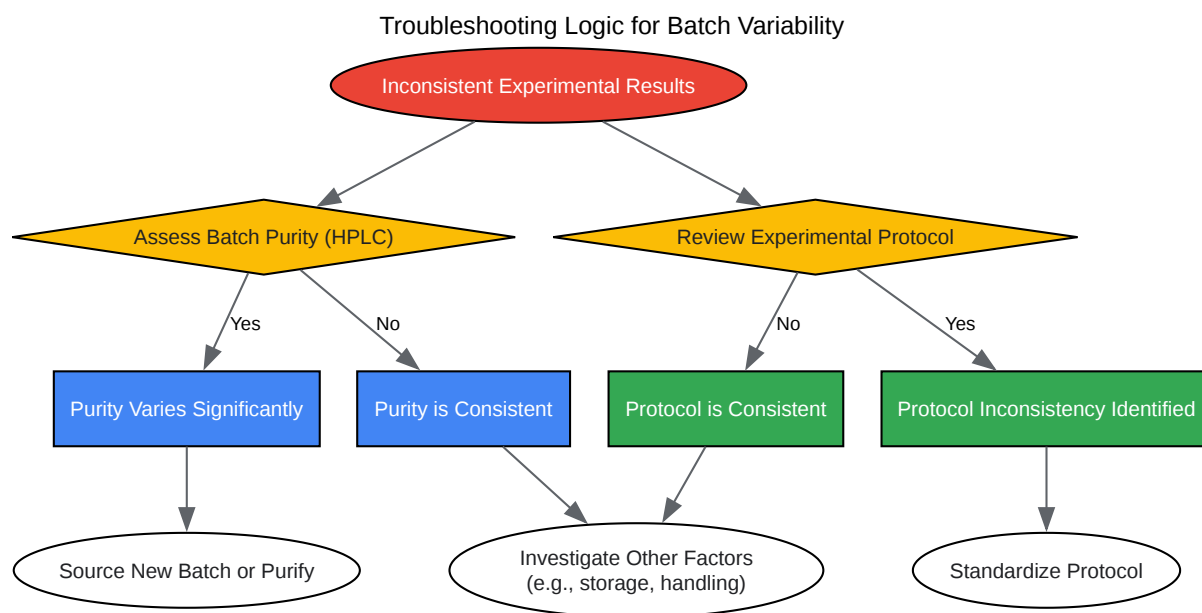 Troubleshooting Logic for Batch Variability
Inconsistent Experimental Results
Assess Batch Purity (HPLC)
Review Experimental Protocol
Yes
No
No
Yes
Purity Varies Significantly
Purity is Consistent
Protocol is Consistent
Protocol Inconsistency Identified
Source New Batch or Purify
Investigate Other Factors
(e.g., storage, handling)
Standardize Protocol